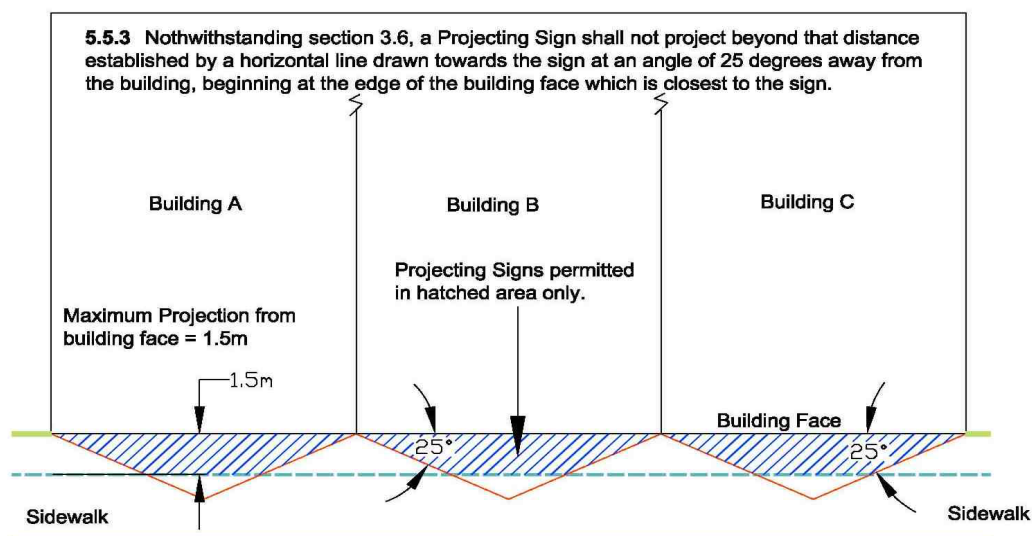 5.5.3 Nothwithstanding section 3.6, a Projecting Sign shall not project beyond that distance
established by a horizontal line drawn towards the sign at an angle of 25 degrees away from
the building, beginning at the edge of the building face which is closest to the sign.
Building A
Building B
Building C
Projecting Signs permitted
in hatched area only.
Maximum Projection from
building face = 1.5m
1.5m
Building Face
25°
25°
Sidewalk
Sidewalk